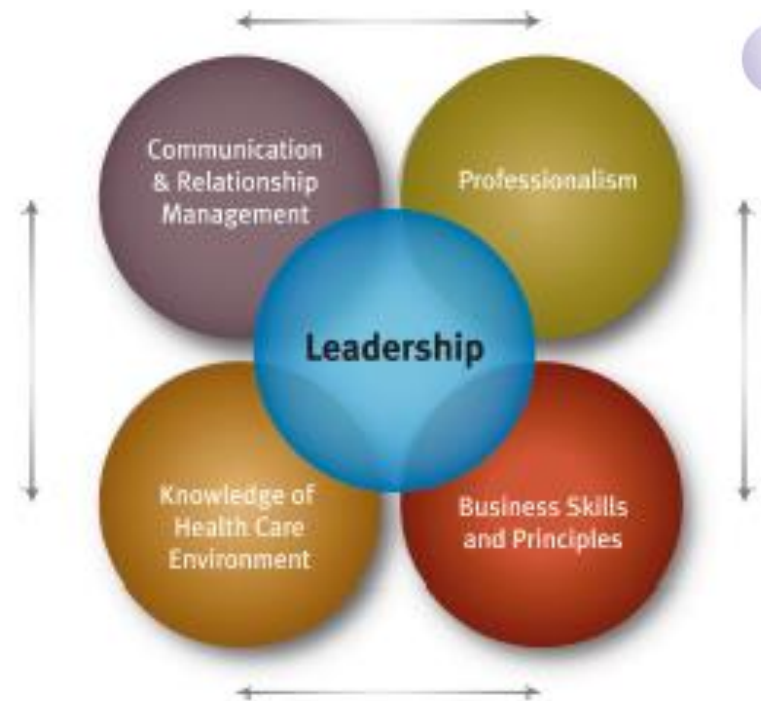 Communication
& Relationship
Management
Professionalism
Leadership
Knowledge of
Health Care
Environment
Business Skills
and Principles